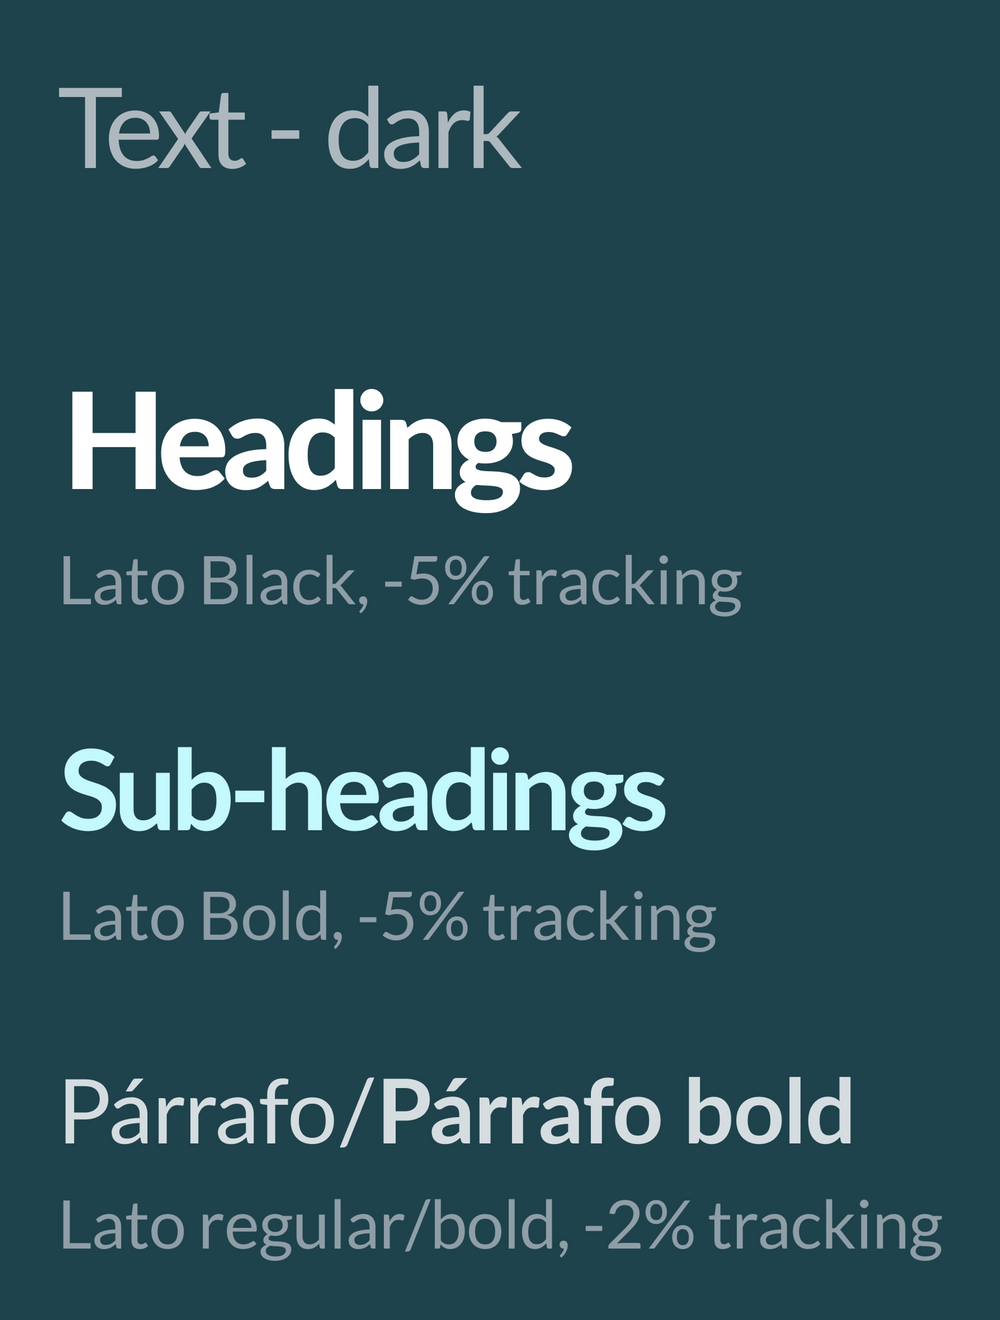 Text - dark
Headings
Lato Black, -5% tracking
Sub-headings
Lato Bold, -5% tracking
Párrafo/Párrafo bold
Lato regular/bold, -2% tracking